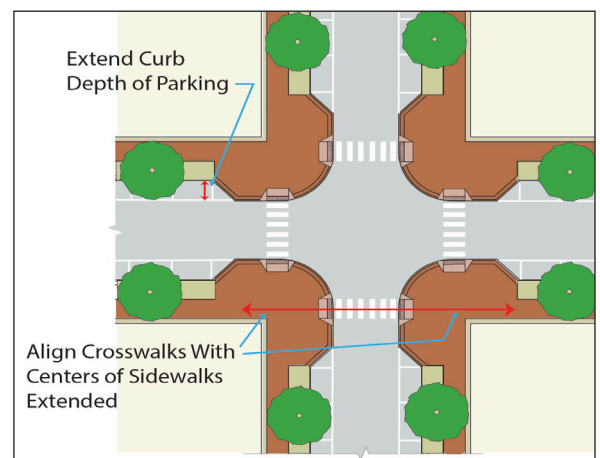 Extend Curb
Depth of Parking
Align Crosswalks With
Centers of Sidewalks
Extended